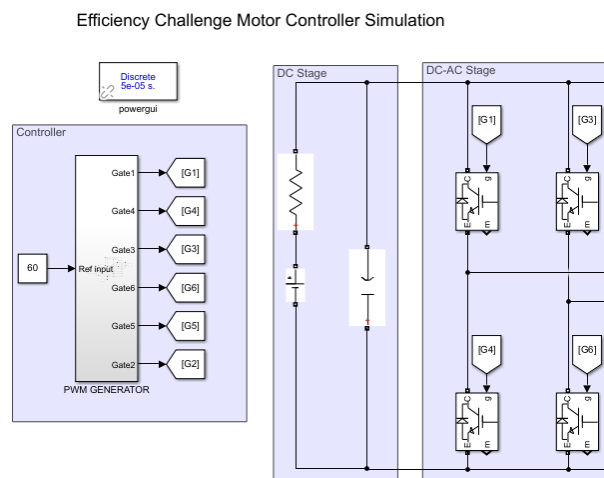 Efficiency Challenge Motor Controller Simulation
Discrete
5e-05 s.
powergui
Controller
60
Ref input
Gate1
[G1]
Gate4
[G4]
Gate3
[G3]
Gate6
[G6]
Gate5
[G5]
Gate2
[G2]
PWM GENERATOR
DC Stage
+
+
+
DC-AC Stage
[G1]
[G3]
C
g
E
m
C
g
E
m
[G4]
[G6]
C
g
E
m
C
g
E
m